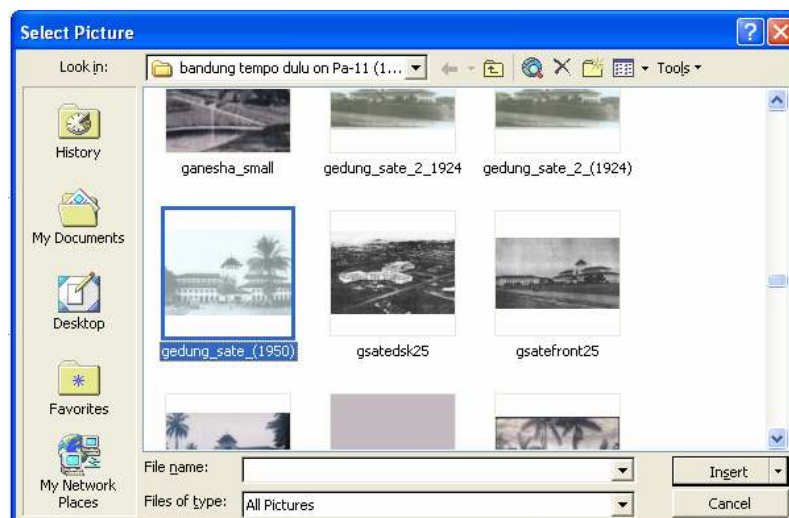 Select Picture
Look in:
bandung tempo dulu on Pa-11 (1...
Tools
History
My Documents
Desktop
Favorites
My Network
Places
ganesha_small
gedung_sate_2_1924
gedung_sate_2_(1924)
gedung_sate_(1950)
gsatedsk25
gsatefront25
File name:
Insert
Files of type:
All Pictures
Cancel